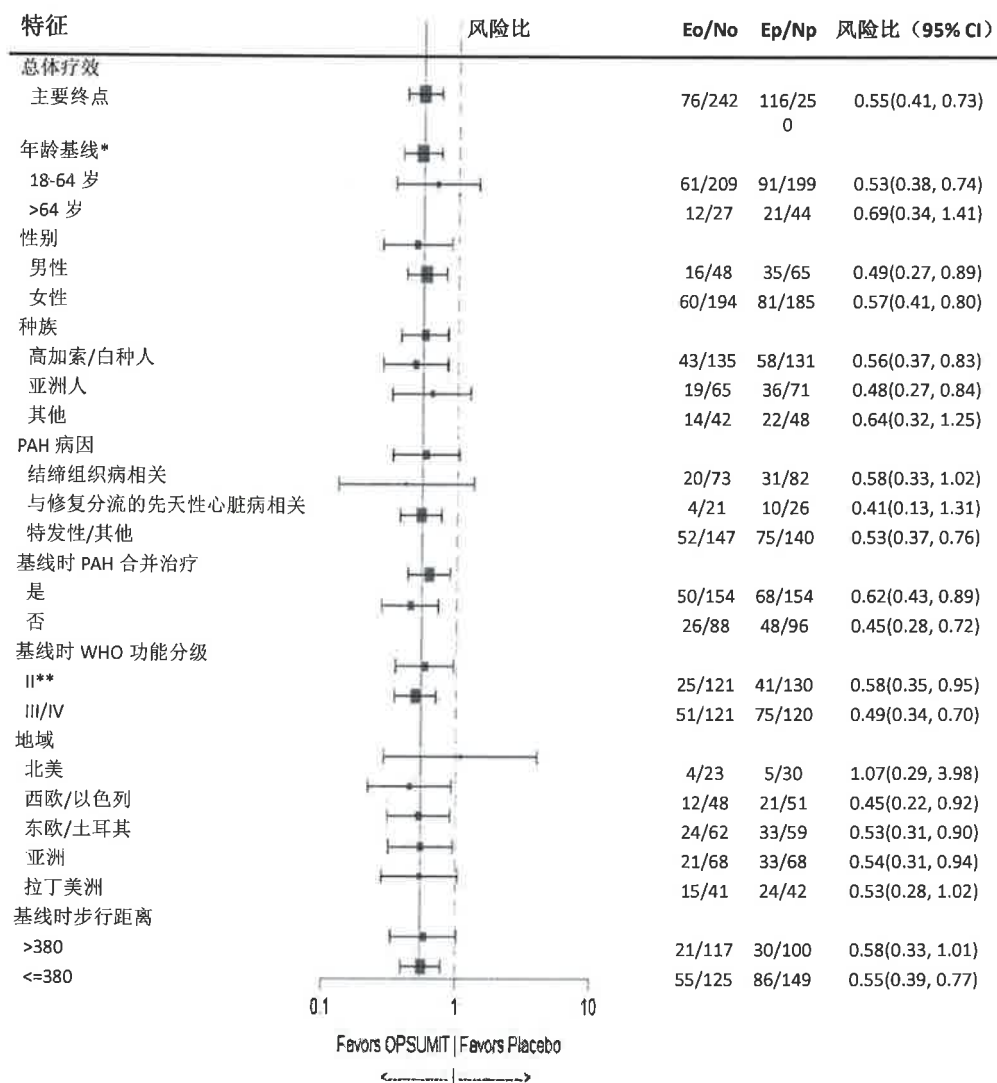 特征 风险比 Eo/No Ep/Np 风险比（95% CI）
总体疗效
主要终点 76/242 116/25 0.55(0.41, 0.73)
0
年龄基线*
18-64 岁 61/209 91/199 0.53(0.38, 0.74)
>64 岁 12/27 21/44 0.69(0.34, 1.41)
性别
男性 16/48 35/65 0.49(0.27, 0.89)
女性 60/194 81/185 0.57(0.41, 0.80)
种族
高加索/白种人 43/135 58/131 0.56(0.37, 0.83)
亚洲人 19/65 36/71 0.48(0.27, 0.84)
其他 14/42 22/48 0.64(0.32, 1.25)
PAH 病因
结缔组织病相关 20/73 31/82 0.58(0.33, 1.02)
与修复分流的先天性心脏病相关 4/21 10/26 0.41(0.13, 1.31)
特发性/其他 52/147 75/140 0.53(0.37, 0.76)
基线时 PAH 合并治疗
是 50/154 68/154 0.62(0.43, 0.89)
否 26/88 48/96 0.45(0.28, 0.72)
基线时 WHO 功能分级
II** 25/121 41/130 0.58(0.35, 0.95)
III/IV 51/121 75/120 0.49(0.34, 0.70)
地域
北美 4/23 5/30 1.07(0.29, 3.98)
西欧/以色列 12/48 21/51 0.45(0.22, 0.92)
东欧/土耳其 24/62 33/59 0.53(0.31, 0.90)
亚洲 21/68 33/68 0.54(0.31, 0.94)
拉丁美洲 15/41 24/42 0.53(0.28, 1.02)
基线时步行距离
>380 21/117 30/100 0.58(0.33, 1.01)
<=380 55/125 86/149 0.55(0.39, 0.77)
0.1 1 10
Favors OPSUMIT | Favors Placebo